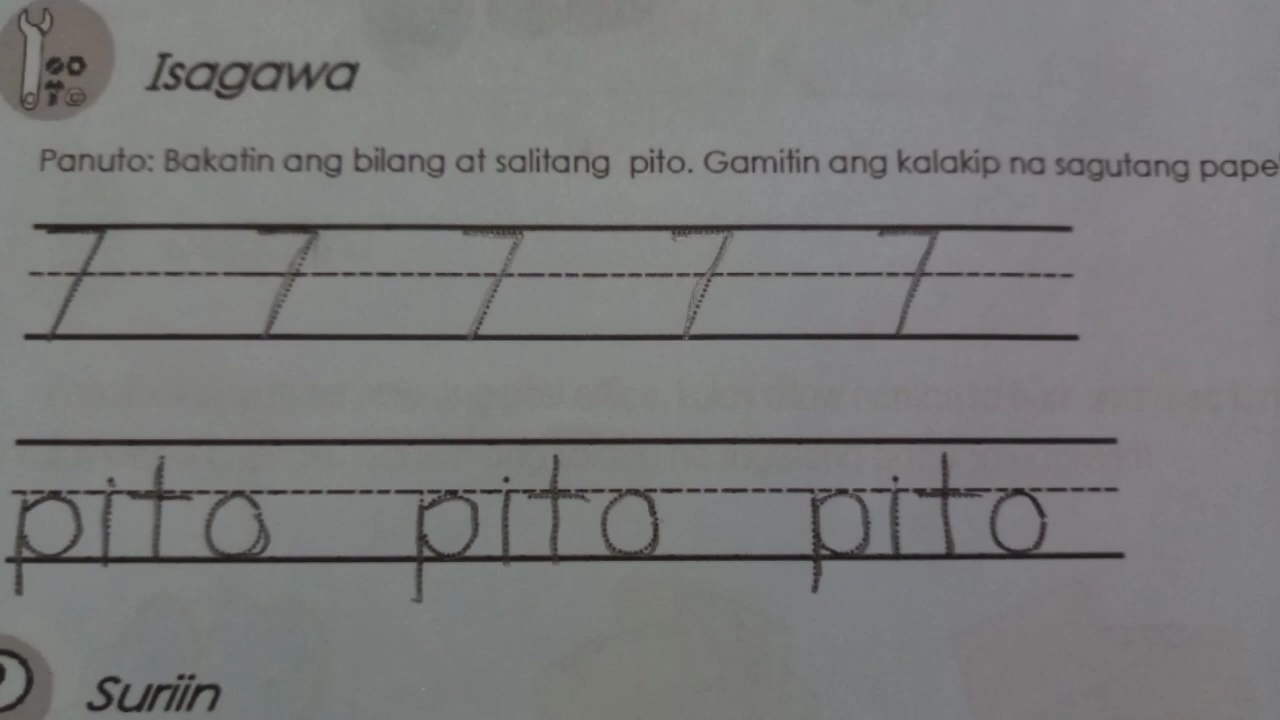 Isagawa
Panuto: Bakatin ang bilang at salitang pito. Gamitin ang kalakip na sagutang pape
7 7 7 7 7
pito pito pito
Suriin